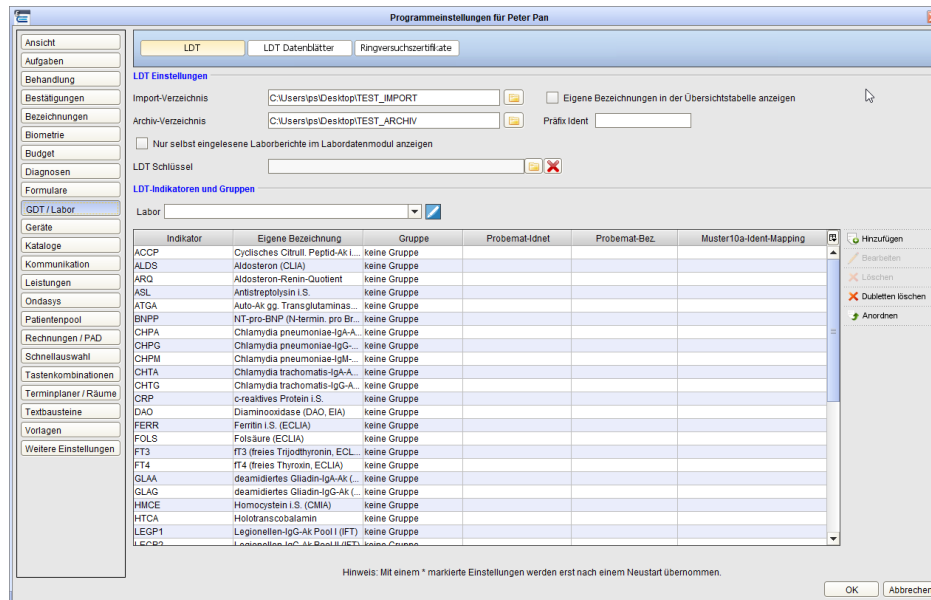 Programmeinstellungen für Peter Pan
Ansicht
Aufgaben
Behandlung
Bestätigungen
Bezeichnungen
Biometrie
Budget
Diagnosen
Formulare
GDT / Labor
Geräte
Kataloge
Kommunikation
Leistungen
Ondasys
Patientenpool
Rechnungen / PAD
Schnellauswahl
Tastenkombinationen
Terminplaner / Räume
Textbausteine
Vorlagen
Weitere Einstellungen
LDT LDT Datenblätter Ringversuchszertifikate
LDT Einstellungen
Import-Verzeichnis C:\Users\ps\Desktop\TEST_IMPORT Eigene Bezeichnungen in der Übersichtstabelle anzeigen
Archiv-Verzeichnis C:\Users\ps\Desktop\TEST_ARCHIV Präfix Ident
Nur selbst eingelesene Laborberichte im Labordatenmodul anzeigen
LDT Schlüssel
LDT-Indikatoren und Gruppen
Labor
Indikator Eigene Bezeichnung Gruppe Probemat-Idnet Probemat-Bez. Muster10a-Ident-Mapping
ACCP Cyclisches Citrull. Peptid-Ak i.... keine Gruppe
ALDS Aldosteron (CLIA) keine Gruppe
ARQ Aldosteron-Renin-Quotient keine Gruppe
ASL Antistreptolysin i.S. keine Gruppe
ATGA Auto-Ak gg. Transglutaminas... keine Gruppe
BNPP NT-pro-BNP (N-termin. pro Br... keine Gruppe
CHPA Chlamydia pneumoniae-IgA-A... keine Gruppe
CHPG Chlamydia pneumoniae-IgG-... keine Gruppe
CHPM Chlamydia pneumoniae-IgM-... keine Gruppe
CHTA Chlamydia trachomatis-IgA-A... keine Gruppe
CHTG Chlamydia trachomatis-IgG-A... keine Gruppe
CRP c-reaktives Protein i.S. keine Gruppe
DAO Diaminooxidase (DAO, EIA) keine Gruppe
FERR Ferritin i.S. (ECLIA) keine Gruppe
FOLS Folsäure (ECLIA) keine Gruppe
FT3 fT3 (freies Trijodthyronin, ECL... keine Gruppe
FT4 fT4 (freies Thyroxin, ECLIA) keine Gruppe
GLAA deamidiertes Gliadin-IgA-Ak (... keine Gruppe
GLAG deamidiertes Gliadin-IgG-Ak (... keine Gruppe
HMCE Homocystein i.S. (CMIA) keine Gruppe
HTCA Holotranscobalamin keine Gruppe
LEGP1 Legionellen-IgG-Ak Pool I (IFT) keine Gruppe
LEGP2 Legionellen-IgG-Ak Pool II (IFT) keine Gruppe
Hinzufügen
Bearbeiten
Löschen
Dubletten löschen
Anordnen
Hinweis: Mit einem * markierte Einstellungen werden erst nach einem Neustart übernommen.
OK Abbrechen